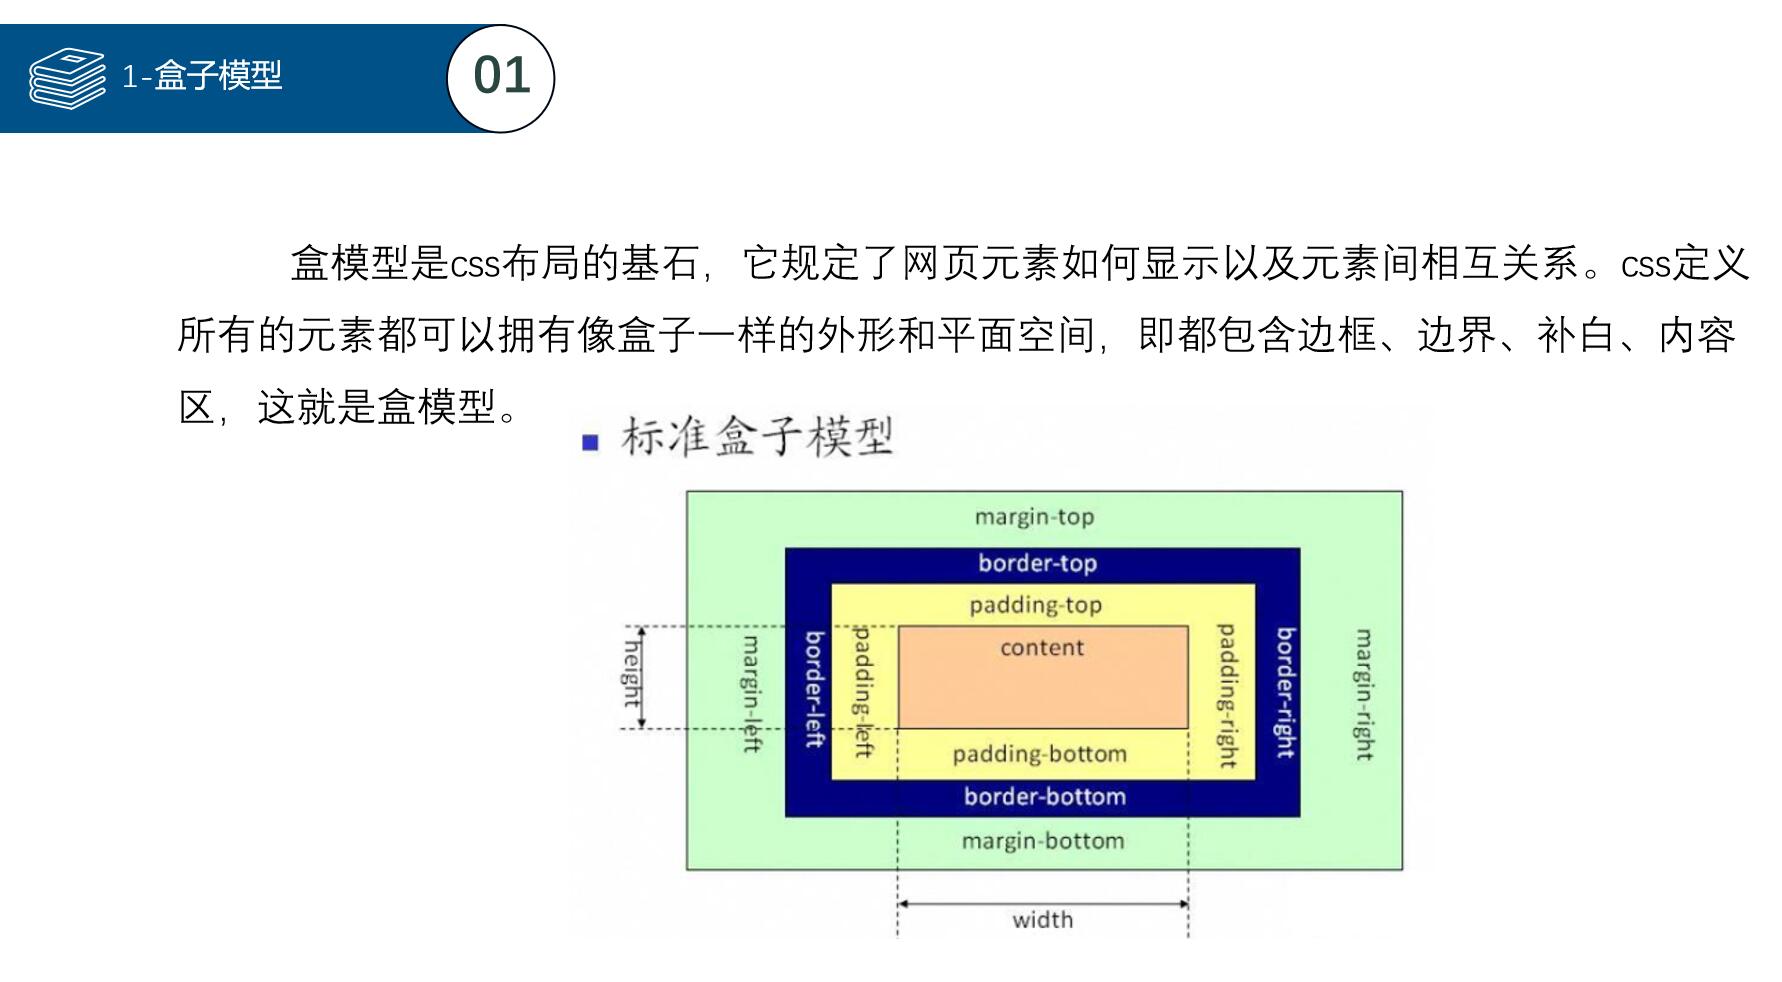 1-盒子模型
01
盒模型是css布局的基石，它规定了网页元素如何显示以及元素间相互关系。css定义
所有的元素都可以拥有像盒子一样的外形和平面空间，即都包含边框、边界、补白、内容
区，这就是盒模型。
标准盒子模型
margin-top
border-top
padding-top
content
height
margin-left
border-left
padding-left
padding-right
border-right
margin-right
padding-bottom
border-bottom
margin-bottom
width